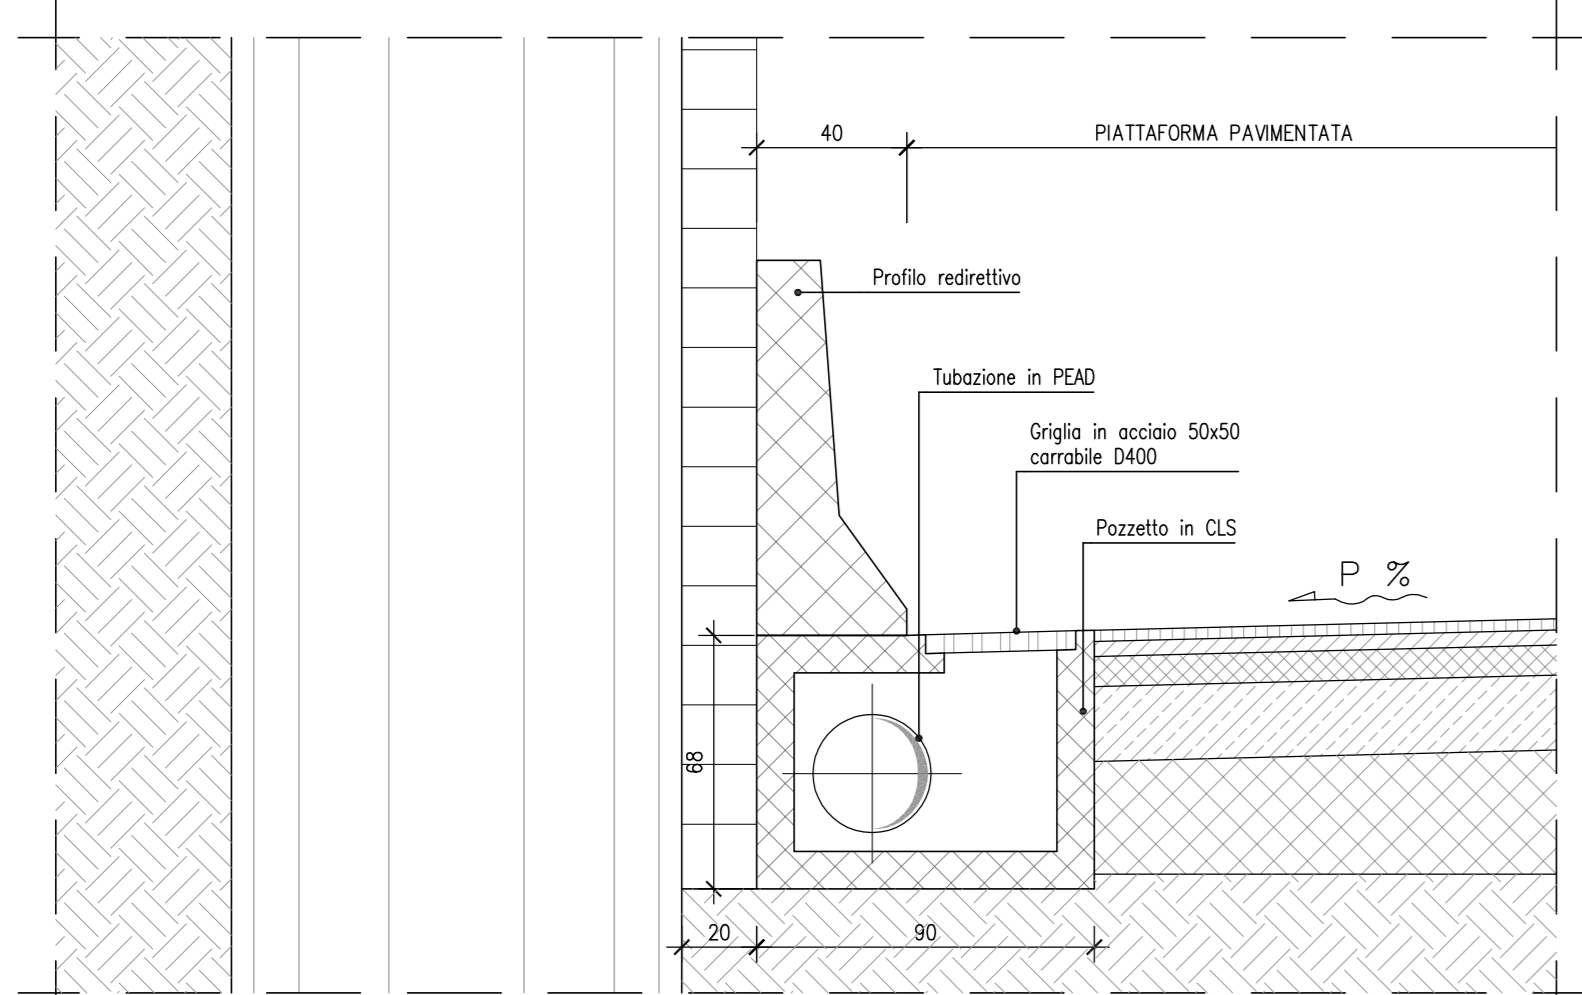 40
PIATTAFORMA PAVIMENTATA
Profilo redirettivo
Tubazione in PEAD
Griglia in acciaio 50x50
carrabile D400
Pozzetto in CLS
P %
68
20
90